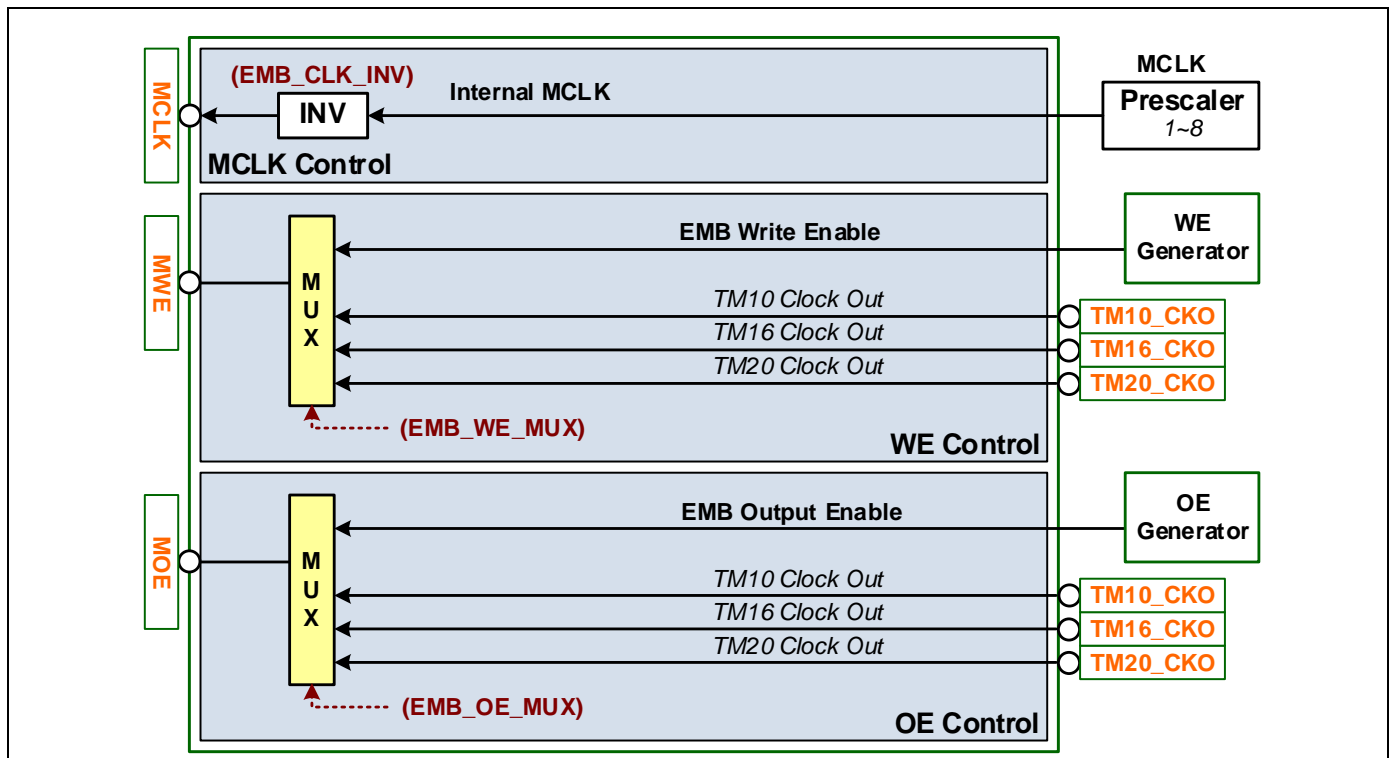 MCLK
(EMB_CLK_INV)
INV
Internal MCLK
MCLK Control
MCLK
Prescaler
1~8
MWE
M
U
X
EMB Write Enable
TM10 Clock Out
TM16 Clock Out
TM20 Clock Out
(EMB_WE_MUX)
WE Control
WE
Generator
TM10_CKO
TM16_CKO
TM20_CKO
MOE
M
U
X
EMB Output Enable
TM10 Clock Out
TM16 Clock Out
TM20 Clock Out
(EMB_OE_MUX)
OE Control
OE
Generator
TM10_CKO
TM16_CKO
TM20_CKO